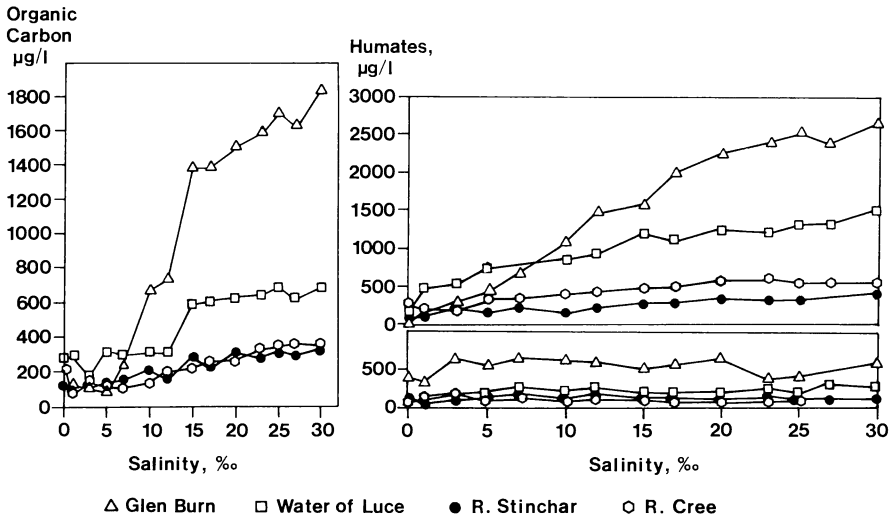 Organic
Carbon
µg/l
1800
1600
1400
1200
1000
800
600
400
200
0
0 5 10 15 20 25 30
Salinity, ‰
Humates,
µg/l
3000
2500
2000
1500
1000
500
0
500
0
0 5 10 15 20 25 30
Salinity, ‰
Glen Burn Water of Luce R. Stinchar R. Cree